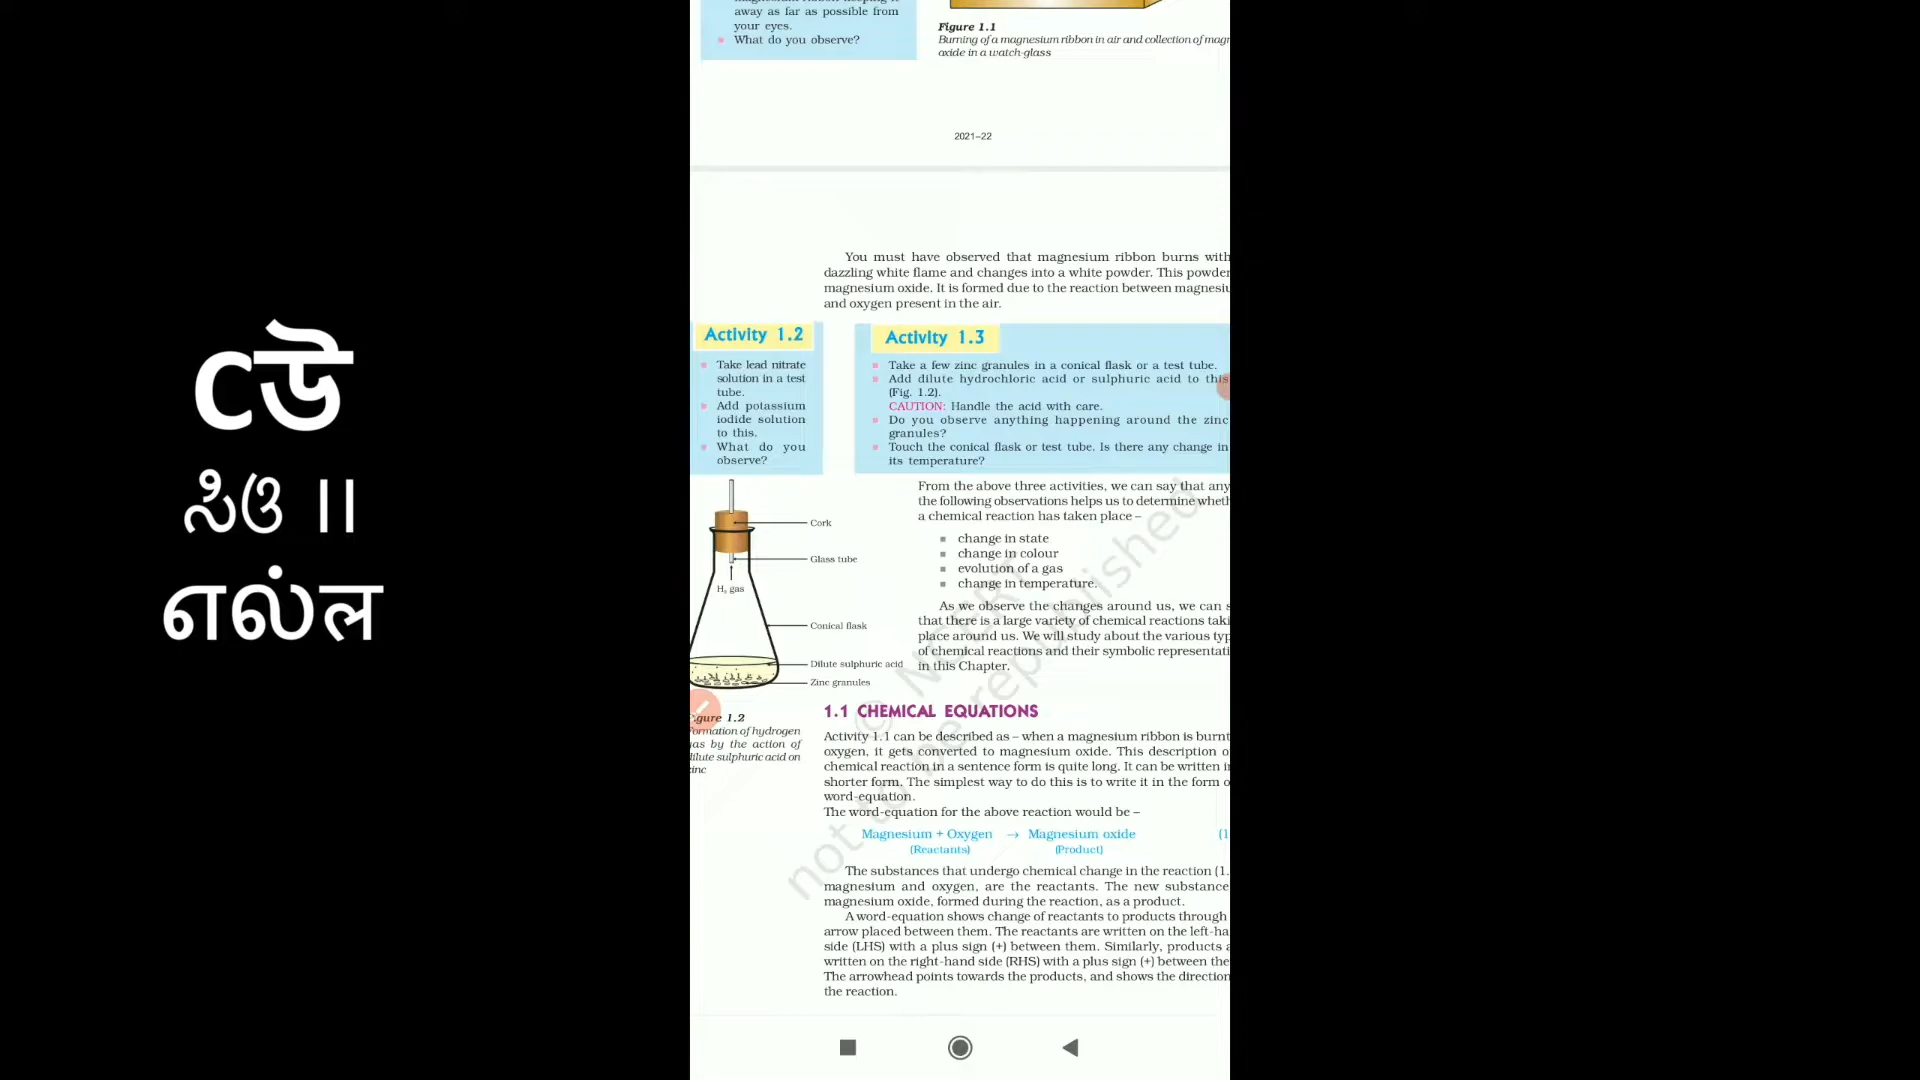 cউ
ಸಿಠಿ ॥
எல்ல
magnesium ribbon keeping it
away as far as possible from
your eyes.
What do you observe?
Figure 1.1
Burning of a magnesium ribbon in air and collection of
oxide in a watch-glass
2021–22
You must have observed that magnesium ribbon burns with
dazzling white flame and changes into a white powder. This powder
magnesium oxide. It is formed due to the reaction between
and oxygen present in the air.
Activity 1.2
Take lead nitrate
solution in a test
tube.
Add potassium
iodide solution
to this.
What do you
observe?
Activity 1.3
Take a few zinc granules in a conical flask or a test tube.
Add dilute hydrochloric acid or sulphuric acid to this
(Fig. 1.2).
CAUTION: Handle the acid with care.
Do you observe anything happening around the zinc
granules?
Touch the conical flask or test tube. Is there any change in
its temperature?
Cork
Glass tube
H₂ gas
Conical flask
Dilute sulphuric acid
Zinc granules
Figure 1.2
Formation of hydrogen
gas by the action of
dilute sulphuric acid on
zinc
From the above three activities, we can say that any
the following observations helps us to determine
a chemical reaction has taken place –
change in state
change in colour
evolution of a gas
change in temperature.
As we observe the changes around us, we can
that there is a large variety of chemical reactions
place around us. We will study about the various
of chemical reactions and their symbolic
in this Chapter.
1.1 CHEMICAL EQUATIONS
Activity 1.1 can be described as – when a magnesium ribbon is burnt
oxygen, it gets converted to magnesium oxide. This description
chemical reaction in a sentence form is quite long. It can be written
shorter form. The simplest way to do this is to write it in the form
word-equation.
The word-equation for the above reaction would be –
Magnesium + Oxygen → Magnesium oxide (1
(Reactants) (Product)
The substances that undergo chemical change in the reaction (1.
magnesium and oxygen, are the reactants. The new substance
magnesium oxide, formed during the reaction, as a product.
A word-equation shows change of reactants to products through
arrow placed between them. The reactants are written on the
side (LHS) with a plus sign (+) between them. Similarly, products
written on the right-hand side (RHS) with a plus sign (+) between
The arrowhead points towards the products, and shows the direction
the reaction.
© NCERT
not to be republished